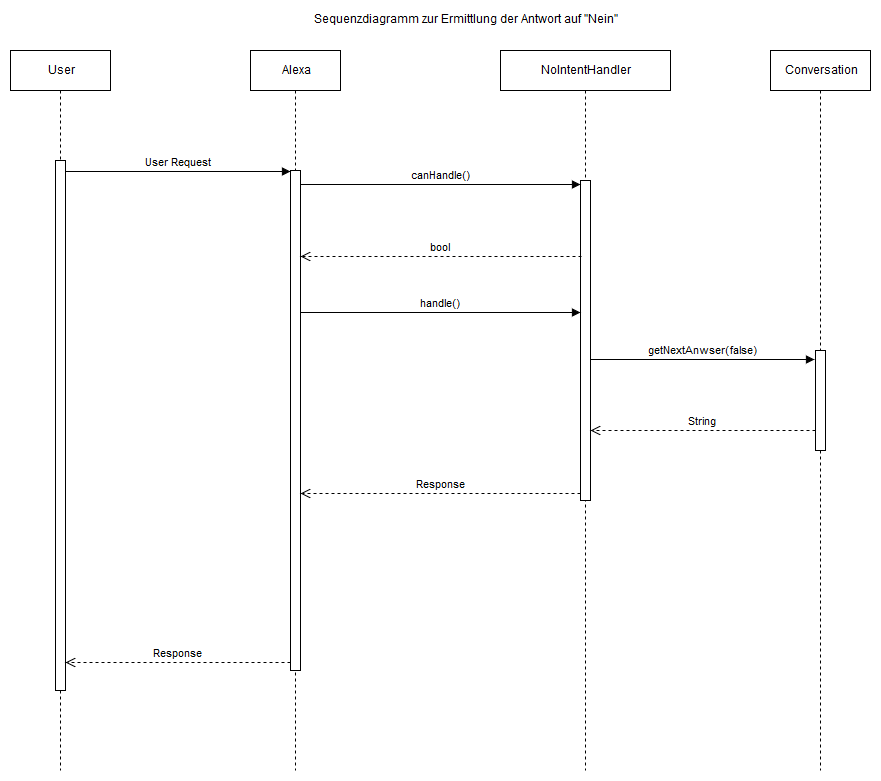 Sequenzdiagramm zur Ermittlung der Antwort auf "Nein"
User
Alexa
NoIntentHandler
Conversation
User Request
canHandle()
bool
handle()
getNextAnwser(false)
String
Response
Response